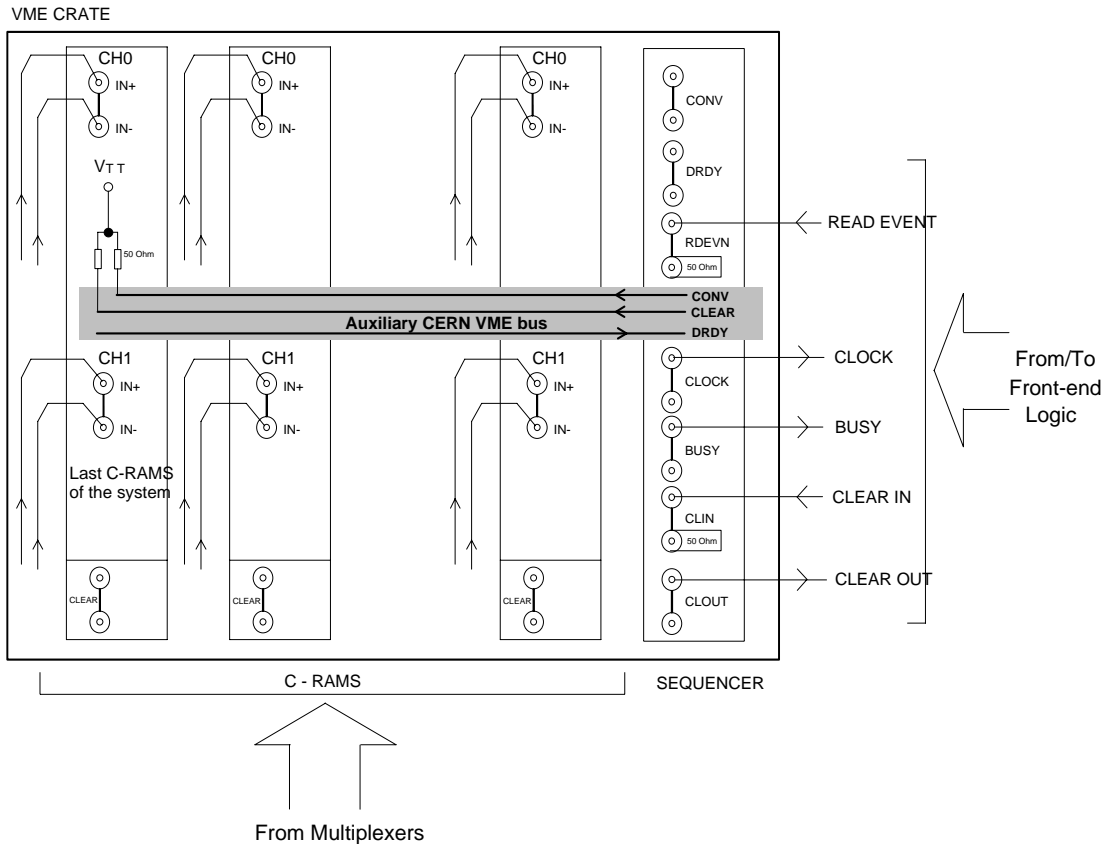 VME CRATE
CH0
IN+
IN-
CH0
IN+
IN-
CH0
IN+
IN-
CONV
DRDY
VTT
50 Ohm
READ EVENT
RDEVN
50 Ohm
CONV
CLEAR
Auxiliary CERN VME bus
DRDY
CH1
IN+
IN-
CH1
IN+
IN-
CH1
IN+
IN-
CLOCK
CLOCK
BUSY
BUSY
From/To
Front-end
Logic
Last C-RAMS
of the system
CLEAR IN
CLIN
50 Ohm
CLEAR
CLEAR
CLEAR
CLEAR OUT
CLOUT
C - RAMS
SEQUENCER
From Multiplexers